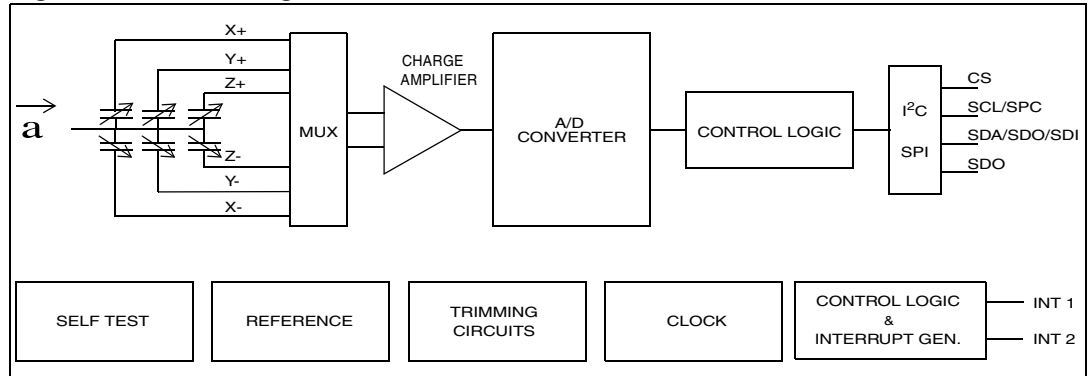 X+
Y+
Z+
a
Z-
Y-
X-
MUX
CHARGE
AMPLIFIER
A/D
CONVERTER
CONTROL LOGIC
I²C
SPI
CS
SCL/SPC
SDA/SDO/SDI
SDO
SELF TEST
REFERENCE
TRIMMING
CIRCUITS
CLOCK
CONTROL LOGIC
&
INTERRUPT GEN.
INT 1
INT 2